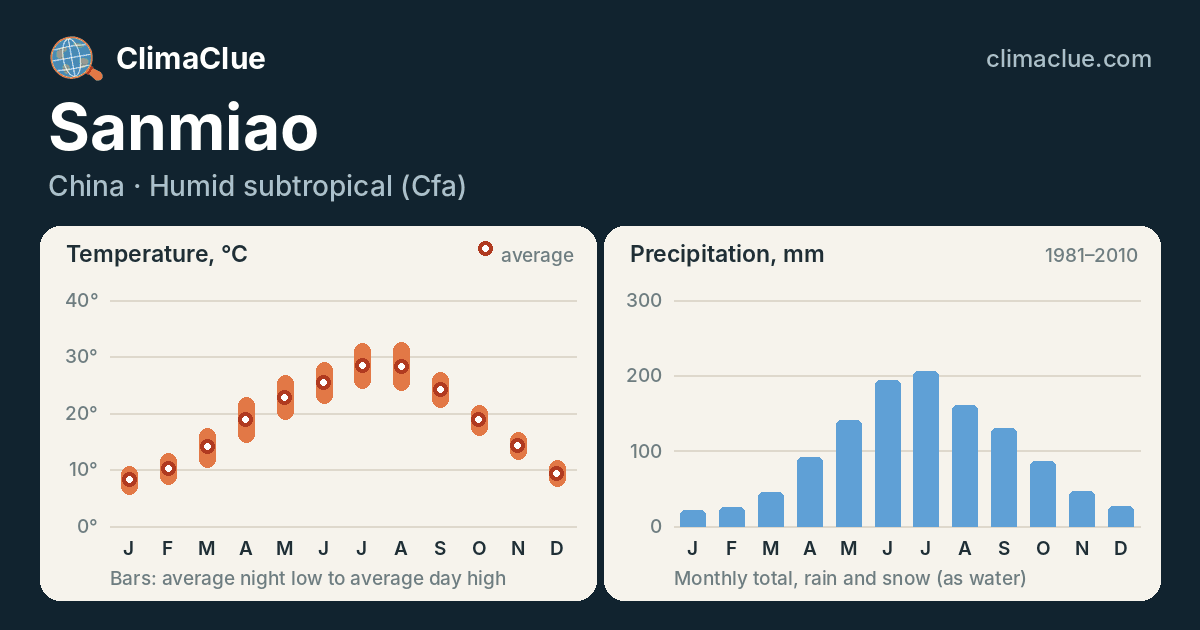 ClimaClue
climaclue.com
Sanmiao
China · Humid subtropical (Cfa)
Temperature, °C
average
40°
30°
20°
10°
0°
J F M A M J J A S O N D
Bars: average night low to average day high
Precipitation, mm
1981–2010
300
200
100
0
J F M A M J J A S O N D
Monthly total, rain and snow (as water)